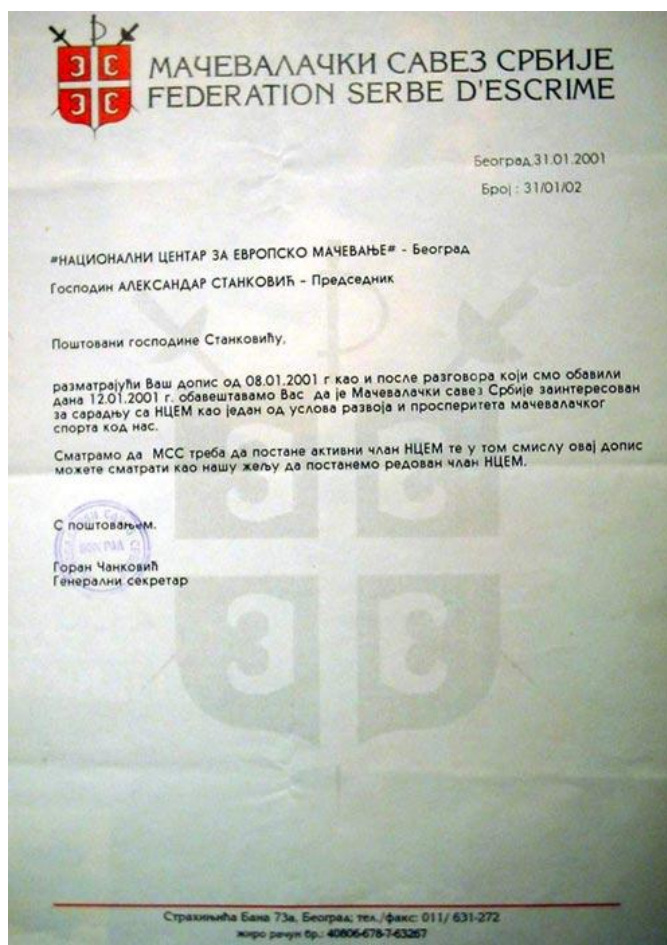 МАЧЕВАЛАЧКИ САВЕЗ СРБИЈЕ
FEDERATION SERBE D'ESCRIME
Београд,31.01.2001
Број : 31/01/02
#НАЦИОНАЛНИ ЦЕНТАР ЗА ЕВРОПСКО МАЧЕВАЊЕ# - Београд
Господин АЛЕКСАНДАР СТАНКОВИЋ - Председник
Поштовани господине Станковићу,
разматрајући Ваш допис од 08.01.2001 г као и после разговора који смо обавили
дана 12.01.2001 г. обавештавамо Вас да је Мачевалачки савез Србије заинтересован
за сарадњу са НЦЕМ као један од услова развоја и просперитета мачевалачког
спорта код нас.
Сматрамо да МСС треба да постане активни члан НЦЕМ те у том смислу овај допис
можете сматрати као нашу жељу да постанемо редован члан НЦЕМ.
С поштовањем.
Горан Чанковић
Генерални секретар
Страхињића Бана 73а, Београд; тел./факс: 011/ 631-272
жиро рачун бр.: 40806-678-7-63267